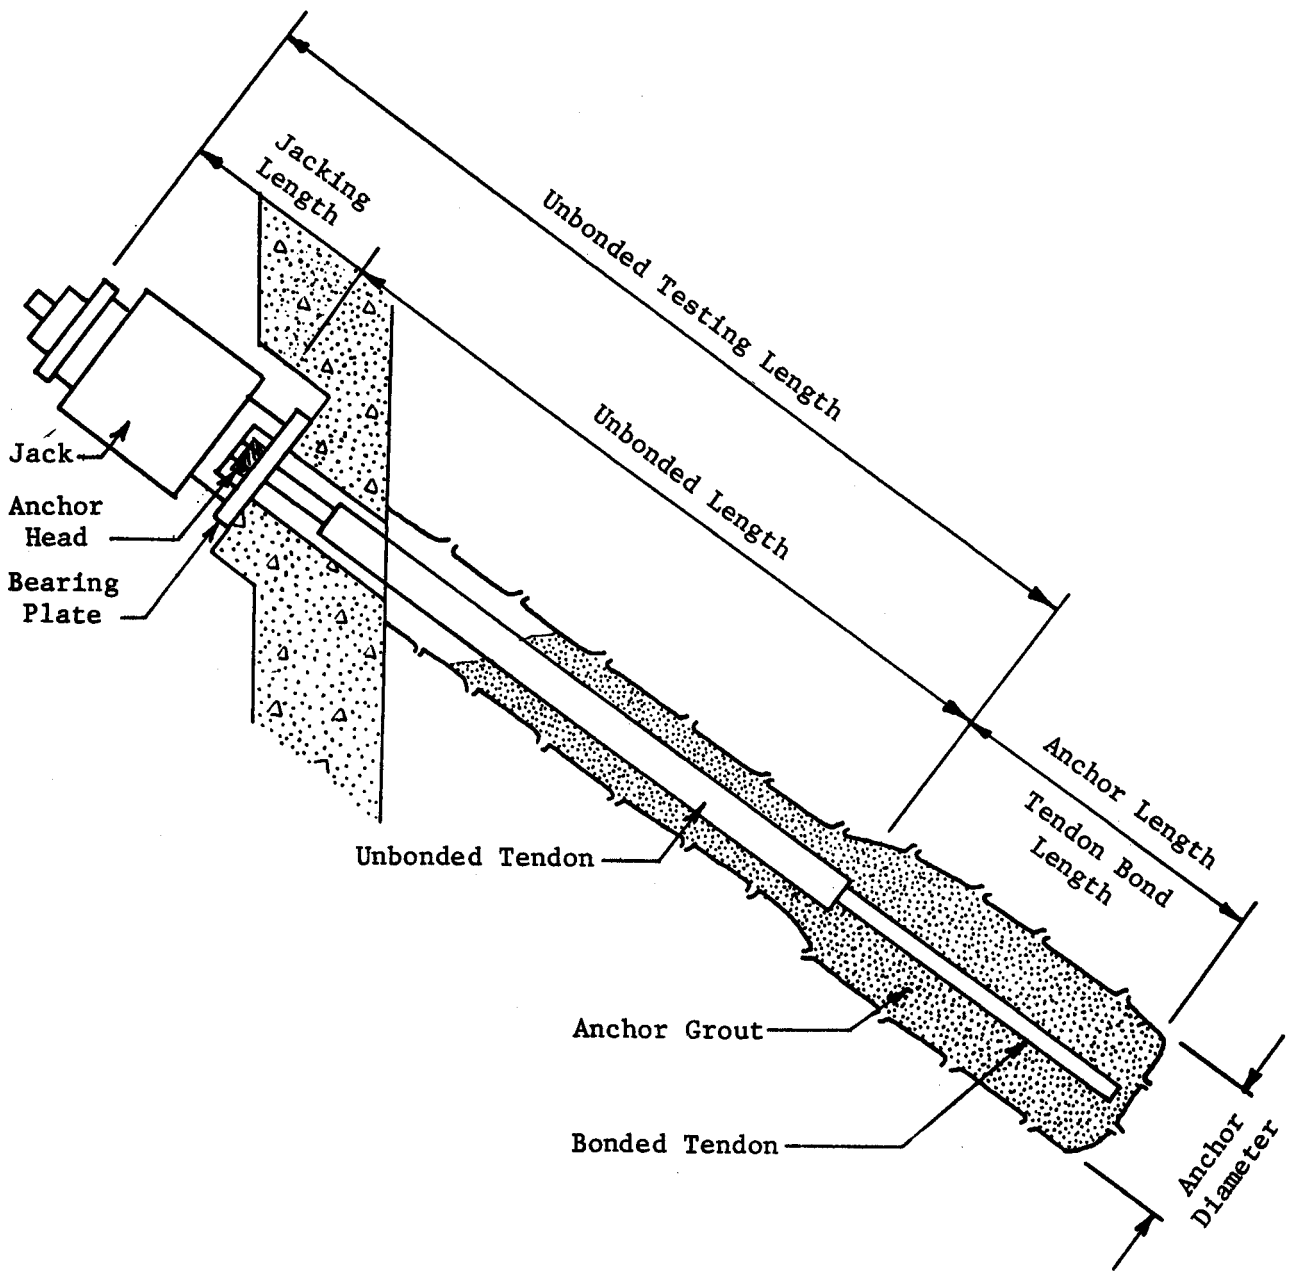 Jacking
Length
Unbonded Testing Length
Unbonded Length
Jack
Anchor
Head
Bearing
Plate
Unbonded Tendon
Anchor Length
Tendon Bond
Length
Anchor Grout
Bonded Tendon
Anchor
Diameter